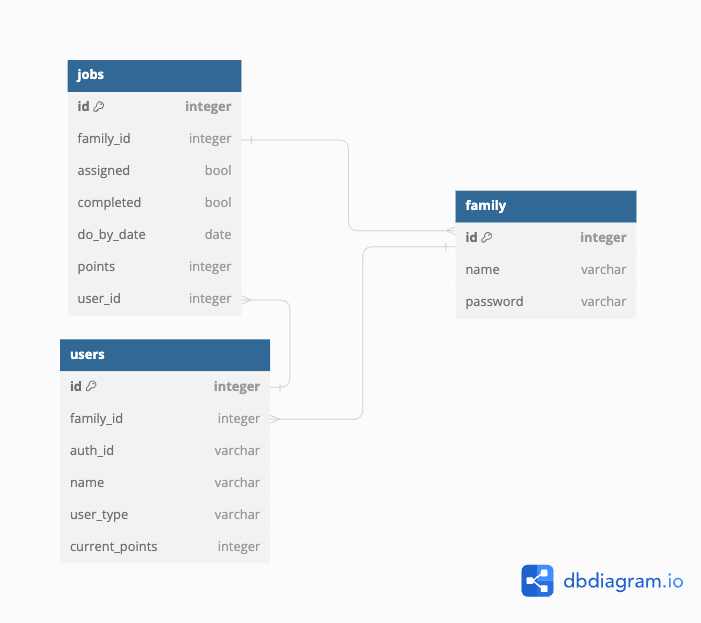 jobs
id integer
family_id integer
assigned bool
completed bool
do_by_date date
points integer
user_id integer
users
id integer
family_id integer
auth_id varchar
name varchar
user_type varchar
current_points integer
family
id integer
name varchar
password varchar
dbdiagram.io